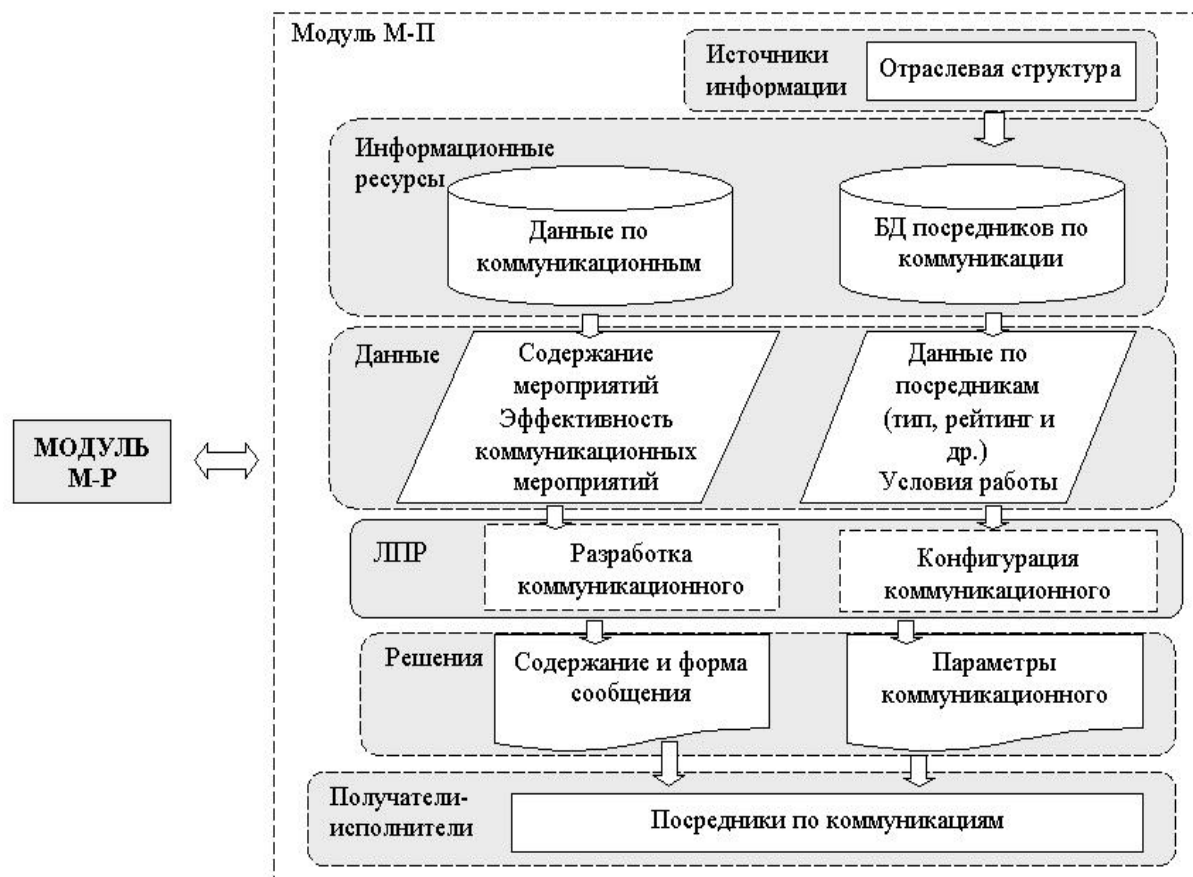 Модуль М-П
Источники
информации
Отраслевая структура
Информационные
ресурсы
Данные по
коммуникационным
БД посредников по
коммуникации
Данные
Содержание
мероприятий
Эффективность
коммуникационных
мероприятий
Данные по
посредникам
(тип, рейтинг и
др.)
Условия работы
МОДУЛЬ
М-Р
ЛПР
Разработка
коммуникационного
Конфигурация
коммуникационного
Решения
Содержание и форма
сообщения
Параметры
коммуникационного
Получатели-
исполнители
Посредники по коммуникациям